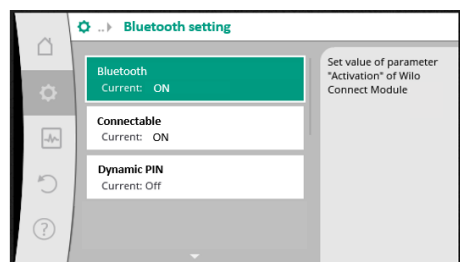 ..▸ Bluetooth setting
Bluetooth
Current: ON
Connectable
Current: ON
Dynamic PIN
Current: Off
Set value of parameter
"Activation" of Wilo
Connect Module
?